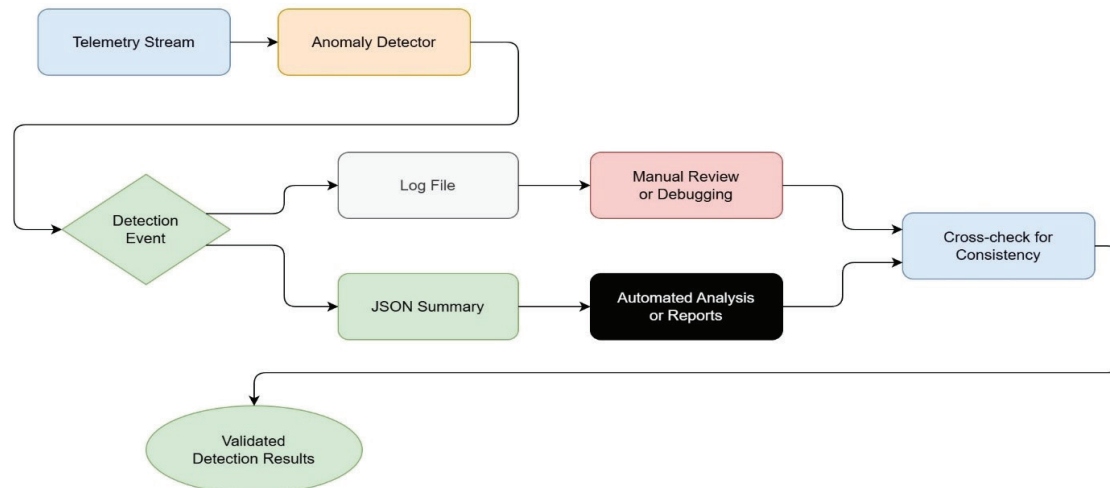 Telemetry Stream
Anomaly Detector
Detection
Event
Log File
Manual Review
or Debugging
JSON Summary
Automated Analysis
or Reports
Cross-check for
Consistency
Validated
Detection Results